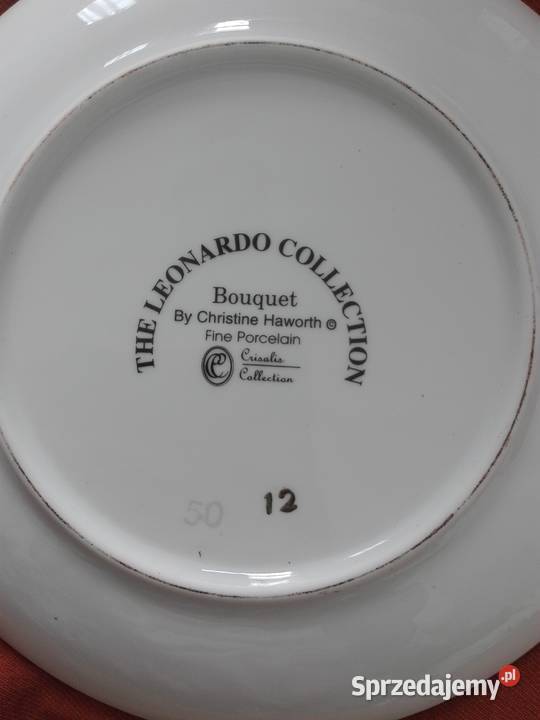 THE LEONARDO COLLECTION
Bouquet
By Christine Haworth ©
Fine Porcelain
Crisalis
Collection
50 12
Sprzedajemy.pl